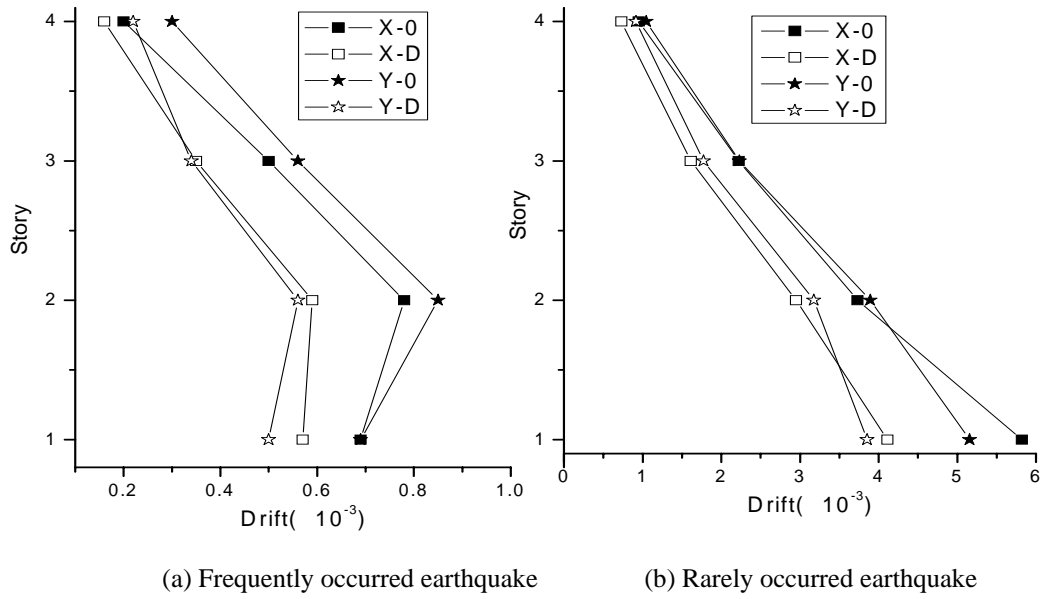 4
3
2
1
Story
0.2
0.4
0.6
0.8
1.0
Drift( 10-3)
X-0
X-D
Y-0
Y-D
(a) Frequently occurred earthquake
4
3
2
1
Story
0
1
2
3
4
5
6
Drift( 10-3)
X-0
X-D
Y-0
Y-D
(b) Rarely occurred earthquake